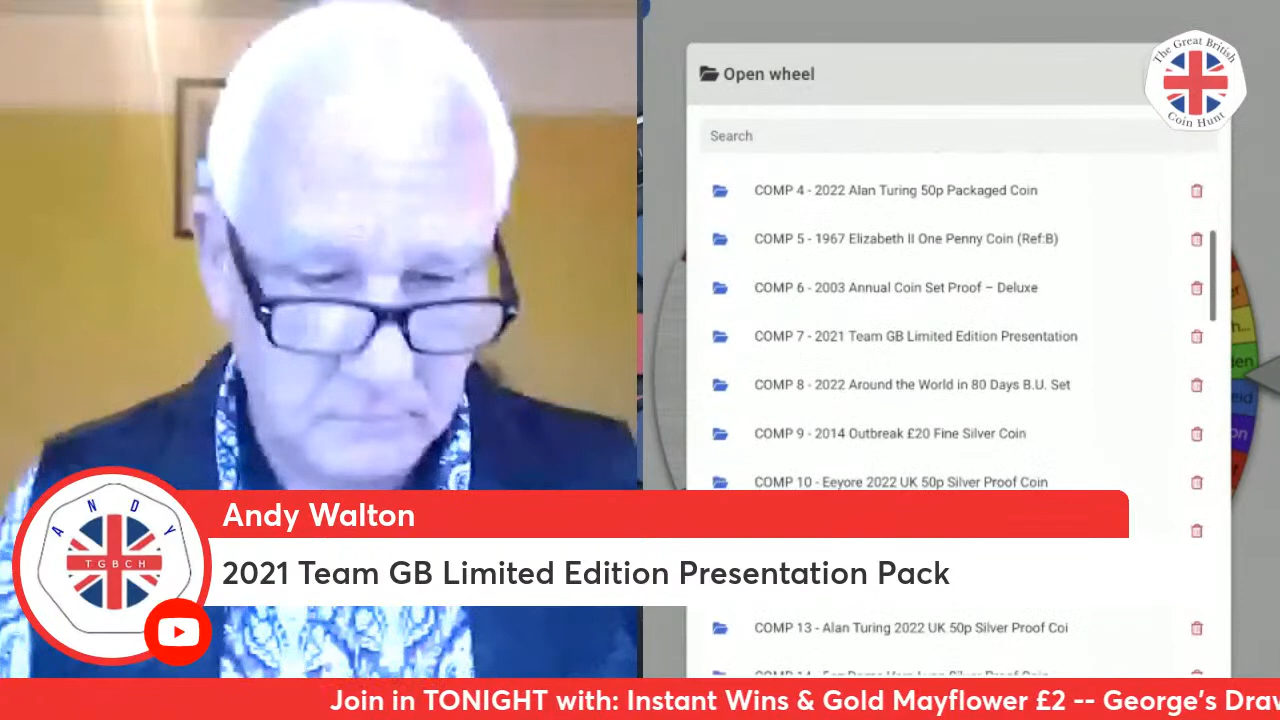 Open wheel
The Great British
Coin Hunt
Search
COMP 4 - 2022 Alan Turing 50p Packaged Coin
COMP 5 - 1967 Elizabeth II One Penny Coin (Ref:B)
COMP 6 - 2003 Annual Coin Set Proof – Deluxe
COMP 7 - 2021 Team GB Limited Edition Presentation
COMP 8 - 2022 Around the World in 80 Days B.U. Set
COMP 9 - 2014 Outbreak £20 Fine Silver Coin
COMP 10 - Eeyore 2022 UK 50p Silver Proof Coin
ANDY
TGBCH
Andy Walton
2021 Team GB Limited Edition Presentation Pack
COMP 13 - Alan Turing 2022 UK 50p Silver Proof Coi
Join in TONIGHT with: Instant Wins & Gold Mayflower £2 -- George's Draw